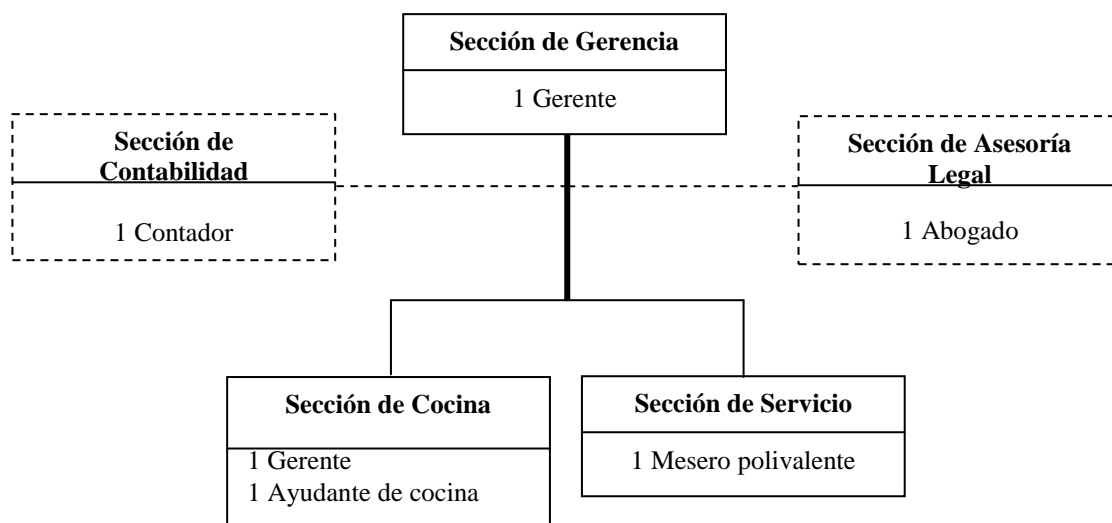 Sección de Gerencia
1 Gerente
Sección de
Contabilidad
1 Contador
Sección de Asesoría
Legal
1 Abogado
Sección de Cocina
1 Gerente
1 Ayudante de cocina
Sección de Servicio
1 Mesero polivalente